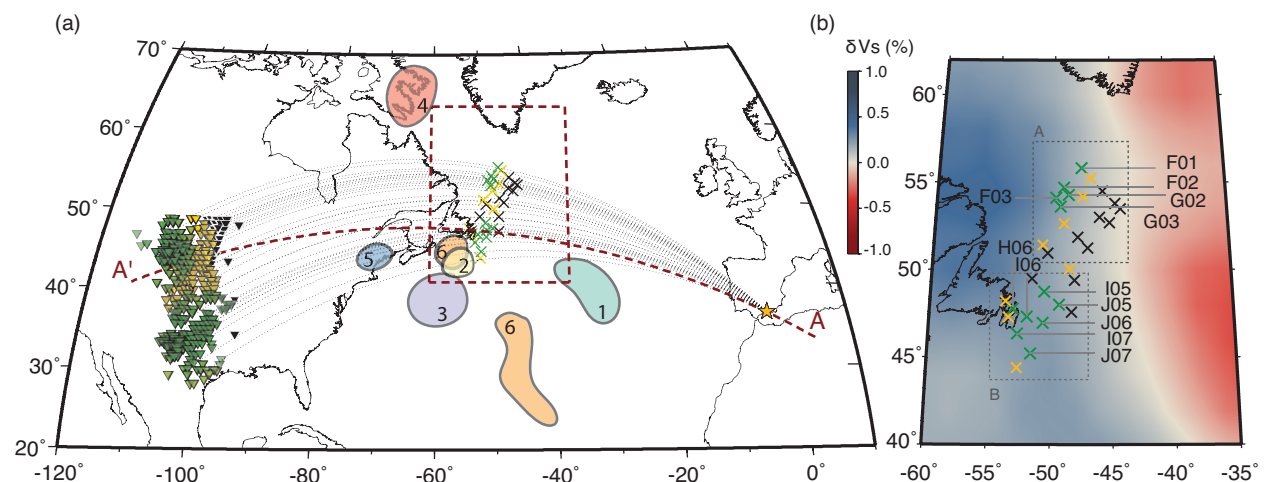 (a)
70°
60°
50°
40°
30°
20°
-120
-100
-80
-60
-40
-20
0
A'
A
4
5
6
2
3
6
1
(b)
δVs (%)
1.0
0.5
0.0
-0.5
-1.0
60°
55°
50°
45°
40°
-60
-55°
-50°
-45°
-40°
-35°
A
F01
F02
F03
G02
G03
H06
I06
I05
J05
J06
I07
J07
B